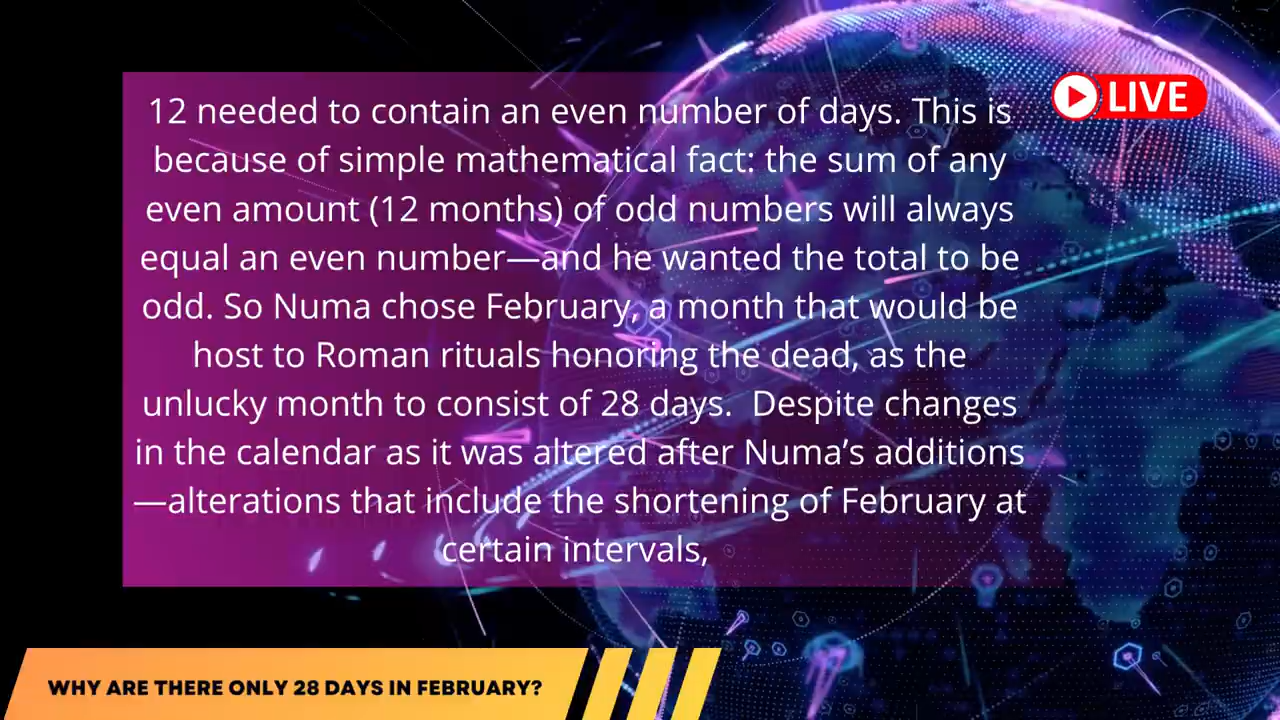 12 needed to contain an even number of days. This is
because of simple mathematical fact: the sum of any
even amount (12 months) of odd numbers will always
equal an even number—and he wanted the total to be
odd. So Numa chose February, a month that would be
host to Roman rituals honoring the dead, as the
unlucky month to consist of 28 days.  Despite changes
in the calendar as it was altered after Numa’s additions
—alterations that include the shortening of February at
certain intervals,
LIVE
WHY ARE THERE ONLY 28 DAYS IN FEBRUARY?